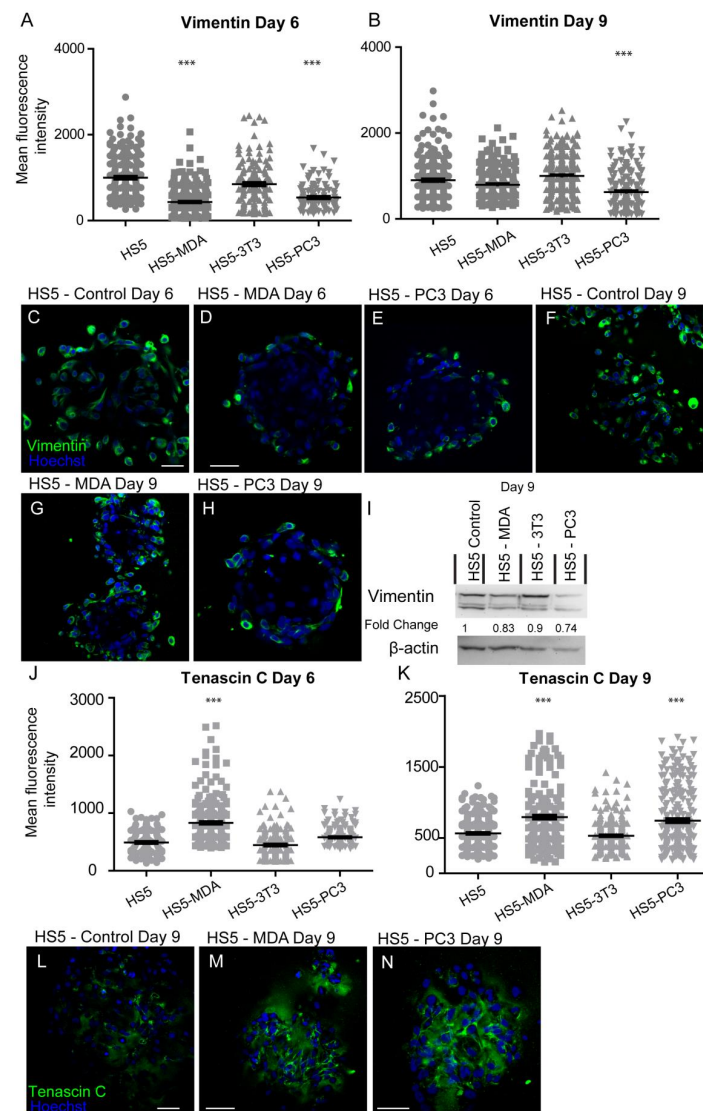 A
Vimentin Day 6
B
Vimentin Day 9
Mean fluorescence
intensity
4000
2000
0
***
***
HS5
HS5-MDA
HS5-3T3
HS5-PC3
4000
2000
0
***
HS5
HS5-MDA
HS5-3T3
HS5-PC3
HS5 - Control Day 6
HS5 - MDA Day 6
HS5 - PC3 Day 6
HS5 - Control Day 9
C
D
E
F
Vimentin
Hoechst
HS5 - MDA Day 9
HS5 - PC3 Day 9
G
H
I
Day 9
HS5 Control
HS5 - MDA
HS5 - 3T3
HS5 - PC3
Vimentin
Fold Change
1 0.83 0.9 0.74
β-actin
J
Tenascin C Day 6
K
Tenascin C Day 9
Mean fluorescence
intensity
3000
2000
1000
0
***
HS5
HS5-MDA
HS5-3T3
HS5-PC3
2500
1500
500
0
***
***
HS5
HS5-MDA
HS5-3T3
HS5-PC3
HS5 - Control Day 9
HS5 - MDA Day 9
HS5 - PC3 Day 9
L
M
N
Tenascin C
Hoechst